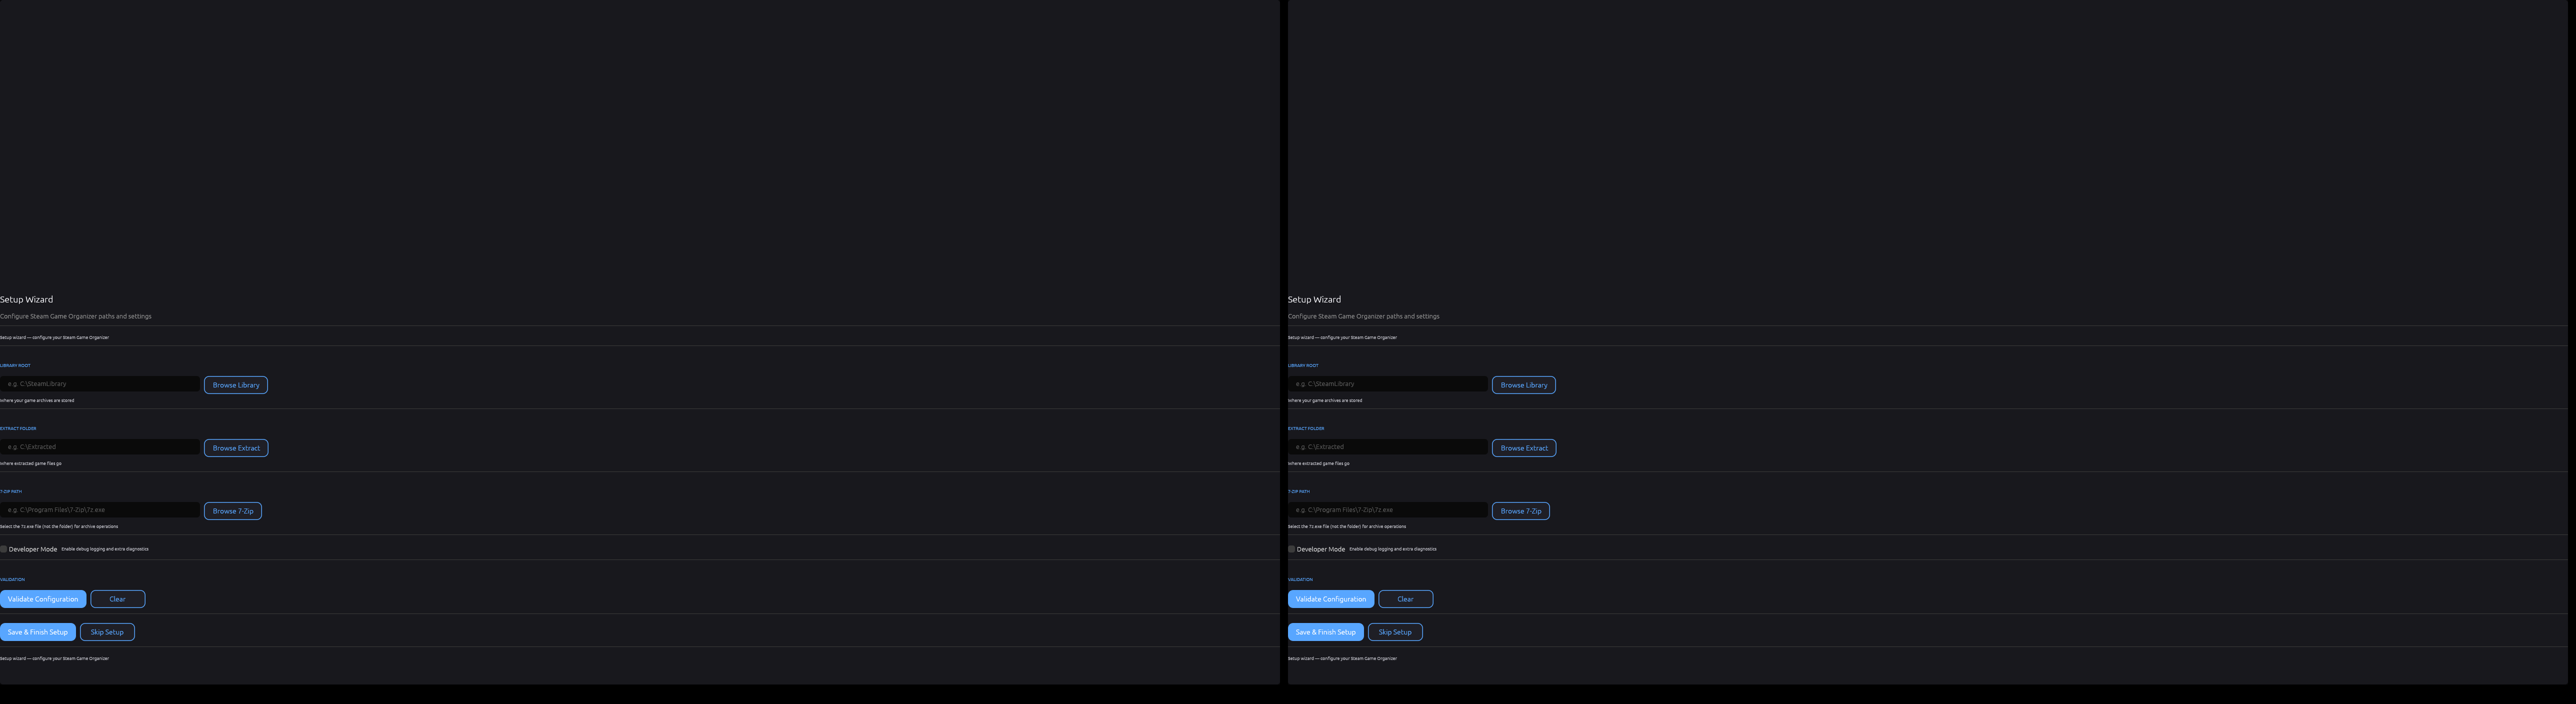 Setup Wizard
Configure Steam Game Organizer paths and settings
Setup wizard — configure your Steam Game Organizer
LIBRARY ROOT
e.g. C:\SteamLibrary
Browse Library
Where your game archives are stored
EXTRACT FOLDER
e.g. C:\Extracted
Browse Extract
Where extracted game files go
7-ZIP PATH
e.g. C:\Program Files\7-Zip\7z.exe
Browse 7-Zip
Select the 7z.exe file (not the folder) for archive operations
Developer Mode Enable debug logging and extra diagnostics
VALIDATION
Validate Configuration
Clear
Save & Finish Setup
Skip Setup
Setup wizard — configure your Steam Game Organizer
Setup Wizard
Configure Steam Game Organizer paths and settings
Setup wizard — configure your Steam Game Organizer
LIBRARY ROOT
e.g. C:\SteamLibrary
Browse Library
Where your game archives are stored
EXTRACT FOLDER
e.g. C:\Extracted
Browse Extract
Where extracted game files go
7-ZIP PATH
e.g. C:\Program Files\7-Zip\7z.exe
Browse 7-Zip
Select the 7z.exe file (not the folder) for archive operations
Developer Mode Enable debug logging and extra diagnostics
VALIDATION
Validate Configuration
Clear
Save & Finish Setup
Skip Setup
Setup wizard — configure your Steam Game Organizer